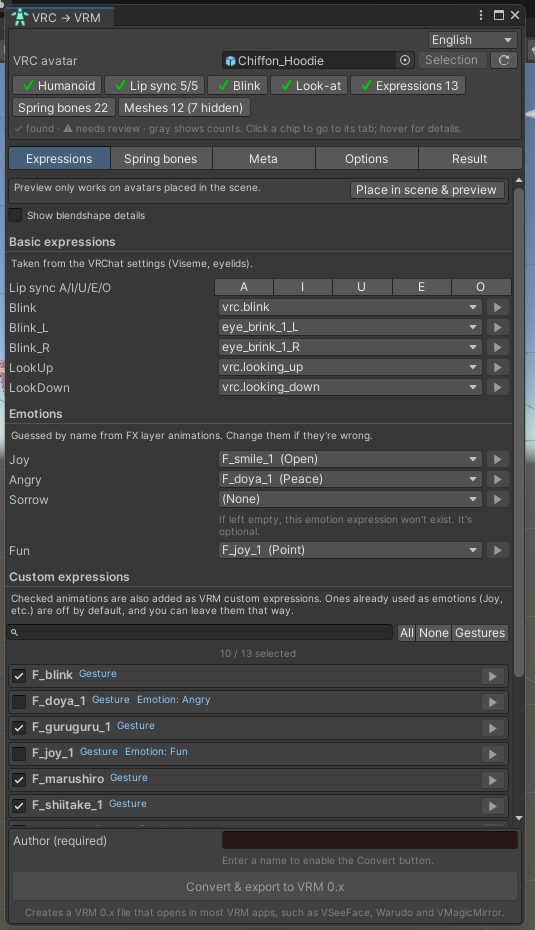 VRC → VRM
English
VRC avatar Chiffon_Hoodie Selection
✓ Humanoid ✓ Lip sync 5/5 ✓ Blink ✓ Look-at ✓ Expressions 13
Spring bones 22 Meshes 12 (7 hidden)
✓ found · ⚠ needs review · gray shows counts. Click a chip to go to its tab; hover for details.
Expressions Spring bones Meta Options Result
Preview only works on avatars placed in the scene. Place in scene & preview
Show blendshape details
Basic expressions
Taken from the VRChat settings (Viseme, eyelids).
Lip sync A/I/U/E/O A I U E O
Blink vrc.blink
Blink_L eye_brink_1_L
Blink_R eye_brink_1_R
LookUp vrc.looking_up
LookDown vrc.looking_down
Emotions
Guessed by name from FX layer animations. Change them if they're wrong.
Joy F_smile_1 (Open)
Angry F_doya_1 (Peace)
Sorrow (None)
If left empty, this emotion expression won't exist. It's
optional.
Fun F_joy_1 (Point)
Custom expressions
Checked animations are also added as VRM custom expressions. Ones already used as emotions (Joy,
etc.) are off by default, and you can leave them that way.
All None Gestures
10 / 13 selected
F_blink Gesture
F_doya_1 Gesture Emotion: Angry
F_guruguru_1 Gesture
F_joy_1 Gesture Emotion: Fun
F_marushiro Gesture
F_shiitake_1 Gesture
Author (required)
Enter a name to enable the Convert button.
Convert & export to VRM 0.x
Creates a VRM 0.x file that opens in most VRM apps, such as VSeeFace, Warudo and VMagicMirror.